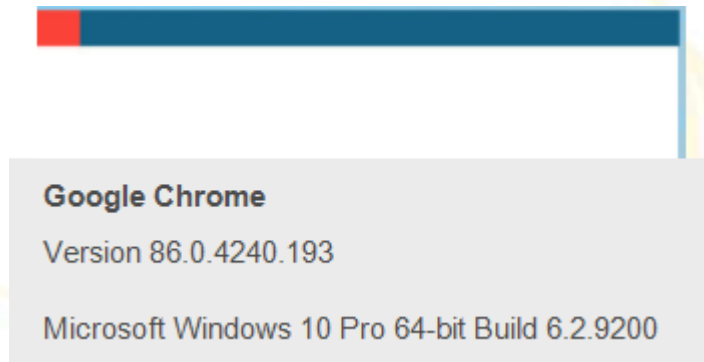 Google Chrome
Version 86.0.4240.193
Microsoft Windows 10 Pro 64-bit Build 6.2.9200